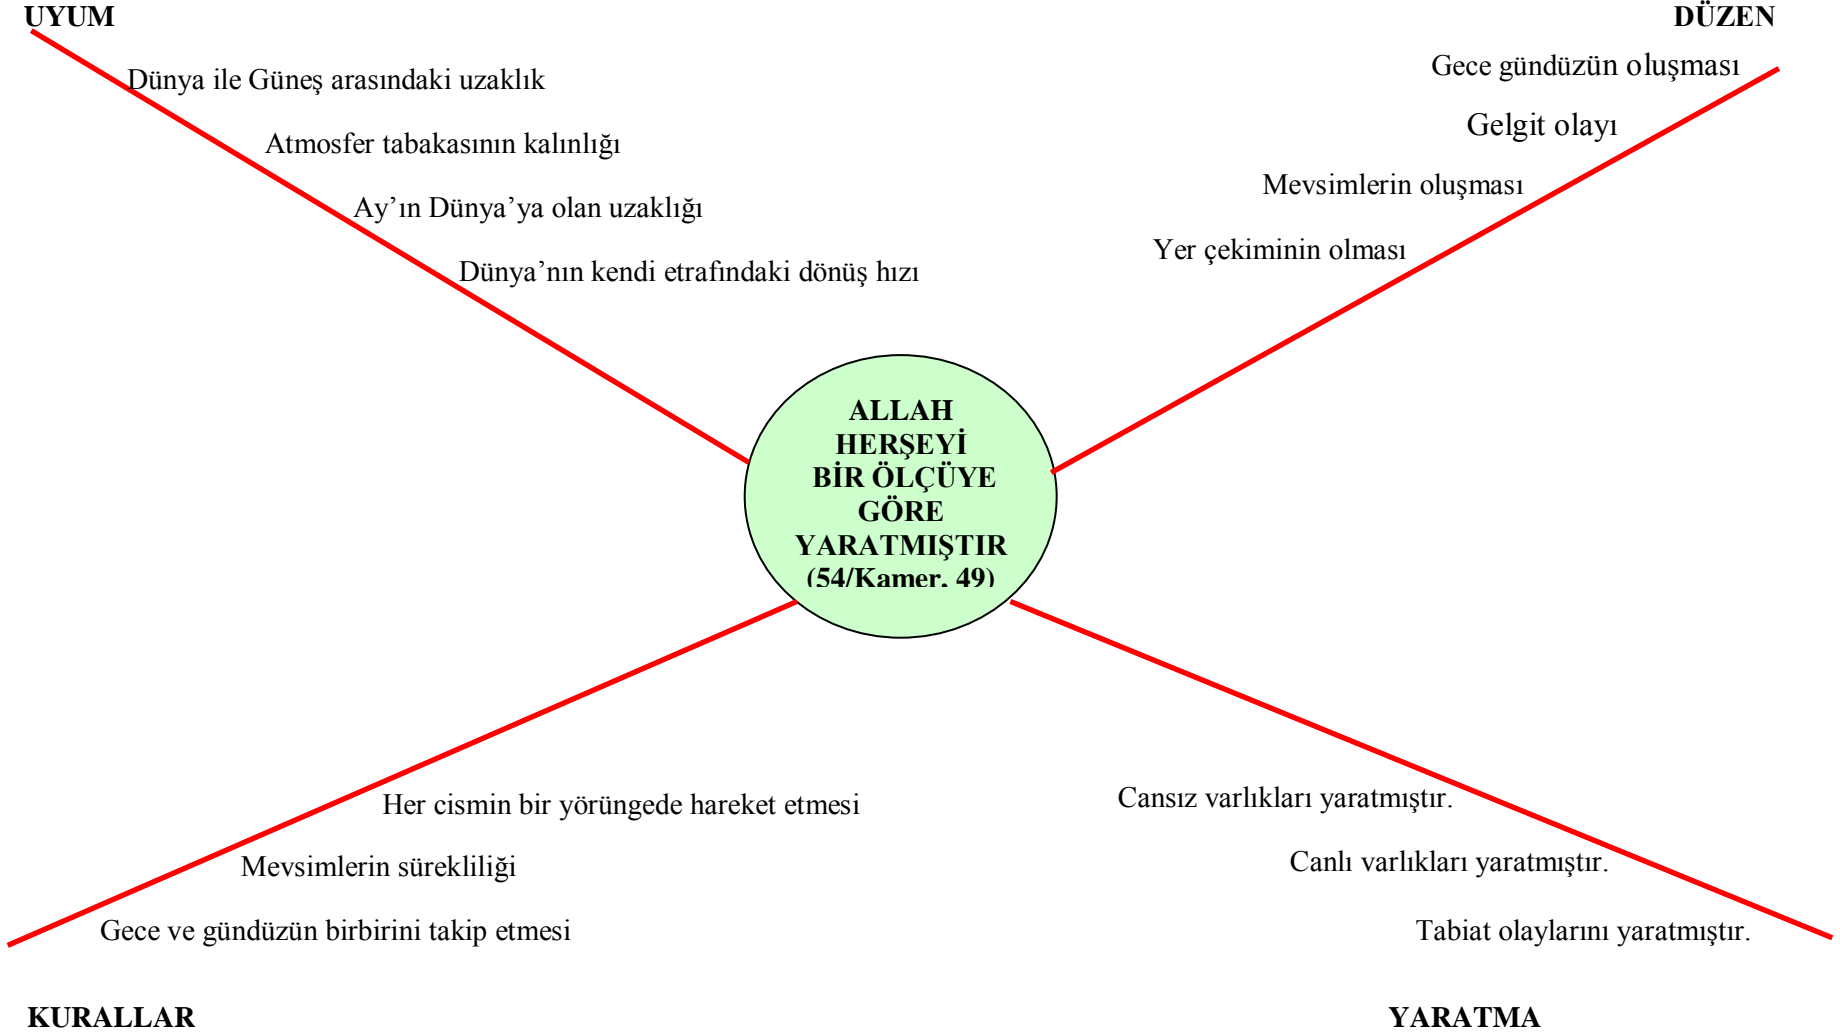 UYUM
Dünya ile Güneş arasındaki uzaklık
Atmosfer tabakasının kalınlığı
Ay’ın Dünya’ya olan uzaklığı
Dünya’nın kendi etrafındaki dönüş hızı
DÜZEN
Gece gündüzün oluşması
Gelgit olayı
Mevsimlerin oluşması
Yer çekiminin olması
ALLAH
HERŞEYİ
BİR ÖLÇÜYE
GÖRE
YARATMIŞTIR
(54/Kamer, 49)
Her cismin bir yörüngede hareket etmesi
Mevsimlerin sürekliliği
Gece ve gündüzün birbirini takip etmesi
KURALLAR
Cansız varlıkları yaratmıştır.
Canlı varlıkları yaratmıştır.
Tabiat olaylarını yaratmıştır.
YARATMA